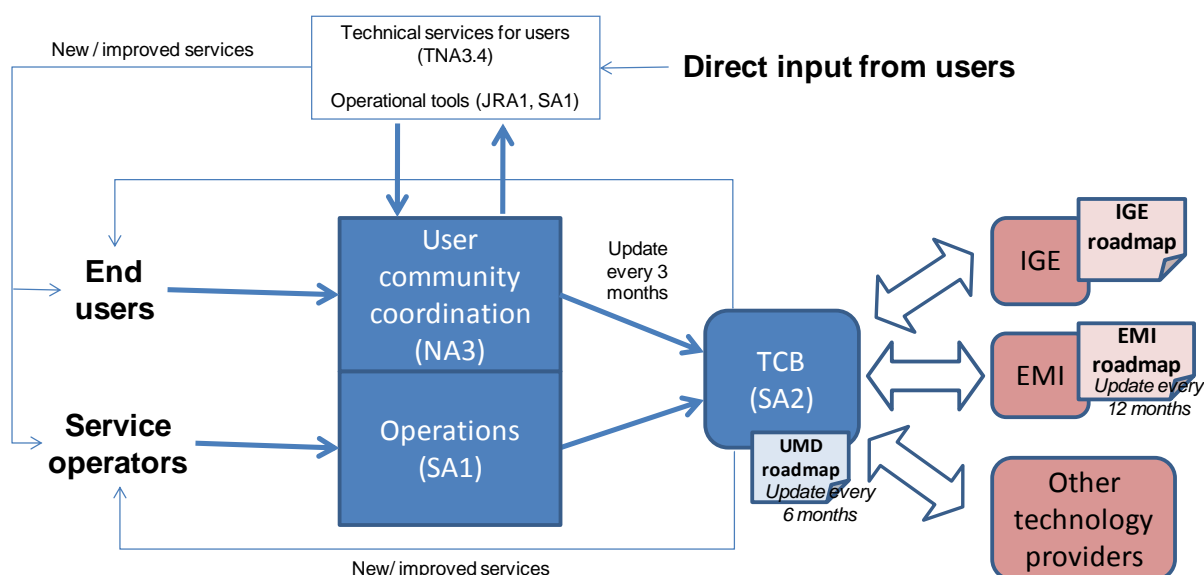 New / improved services
Technical services for users
(TNA3.4)
Operational tools (JRA1, SA1)
Direct input from users
End
users
Service
operators
User
community
coordination
(NA3)
Operations
(SA1)
Update
every 3
months
TCB
(SA2)
UMD
roadmap
Update every
6 months
IGE
IGE
roadmap
EMI
EMI
roadmap
Update every
12 months
Other
technology
providers
New/ improved services